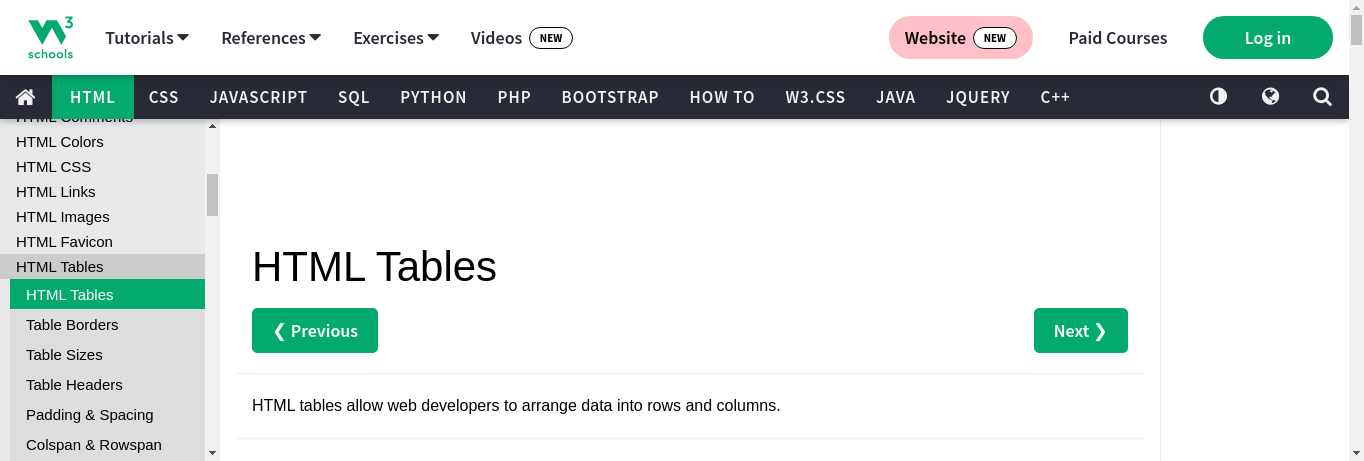 3
schools
Tutorials References Exercises Videos NEW Website NEW Paid Courses Log in
HTML CSS JAVASCRIPT SQL PYTHON PHP BOOTSTRAP HOW TO W3.CSS JAVA JQUERY C++
HTML Comments
HTML Colors
HTML CSS
HTML Links
HTML Images
HTML Favicon
HTML Tables
HTML Tables
Table Borders
Table Sizes
Table Headers
Padding & Spacing
Colspan & Rowspan
HTML Tables
❮ Previous Next ❯
HTML tables allow web developers to arrange data into rows and columns.